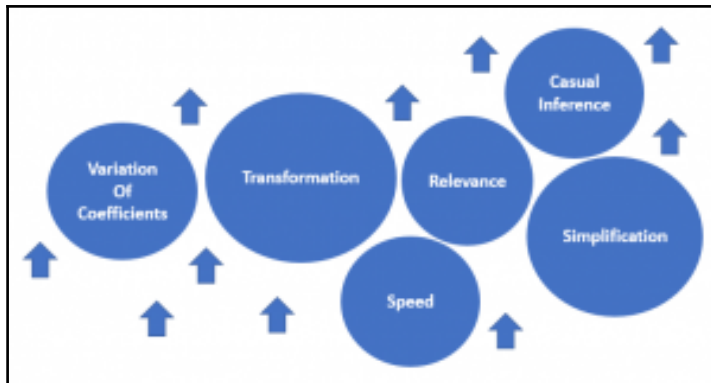 Variation
Of
Coefficients
Transformation
Relevance
Casual
Inference
Simplification
Speed